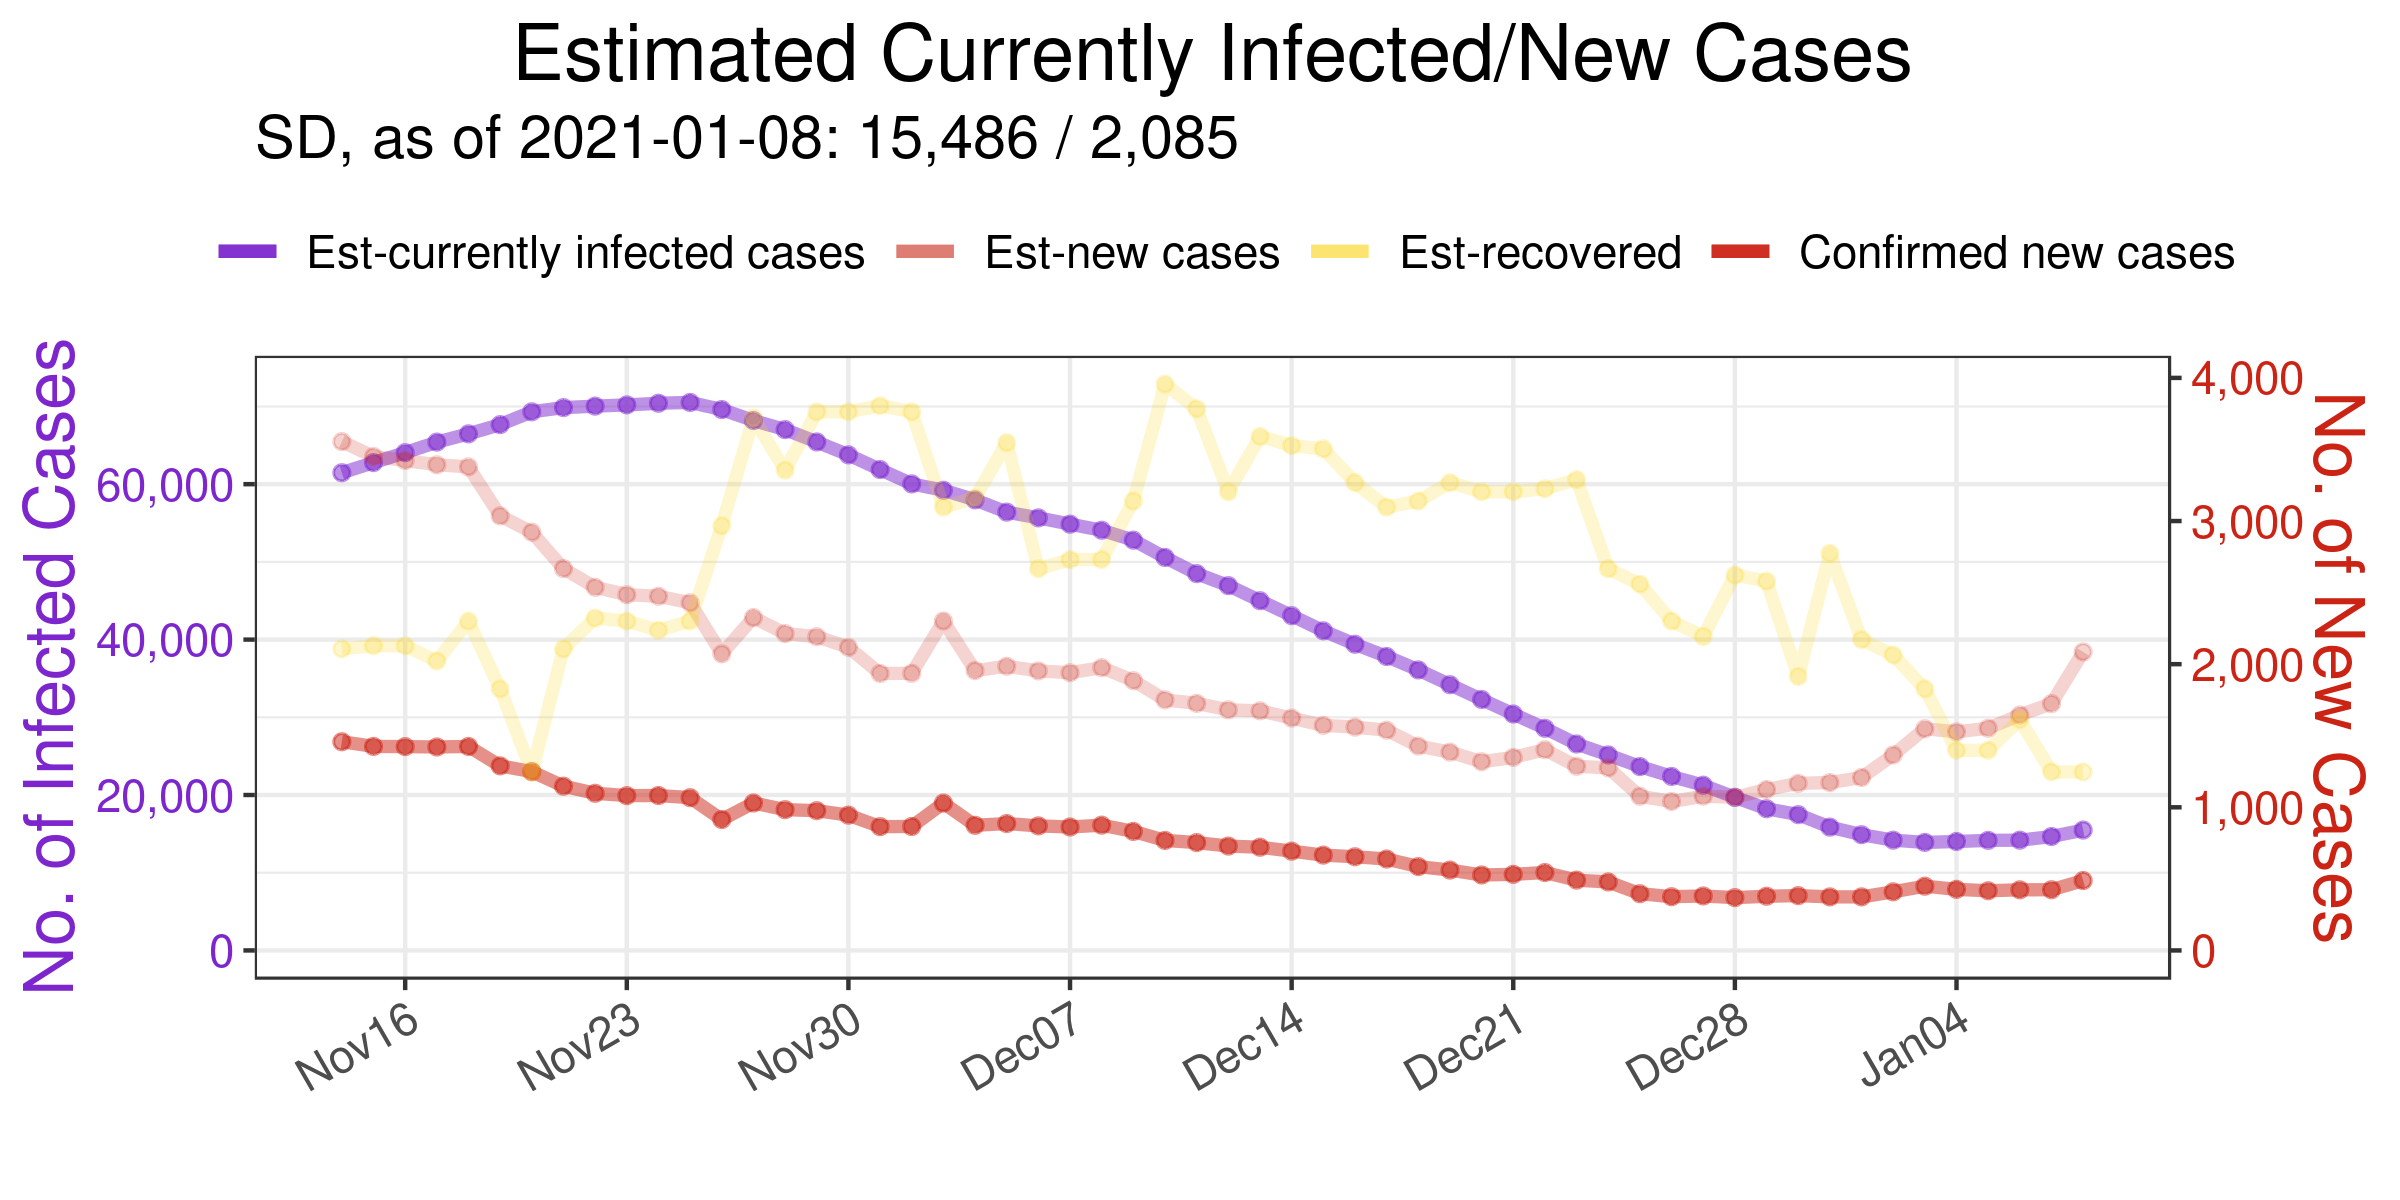 Estimated Currently Infected/New Cases
SD, as of 2021-01-08: 15,486 / 2,085
Est-currently infected cases Est-new cases Est-recovered Confirmed new cases
No. of Infected Cases
60,000
40,000
20,000
0
4,000
3,000
2,000
1,000
0
No. of New Cases
Nov16 Nov23 Nov30 Dec07 Dec14 Dec21 Dec28 Jan04